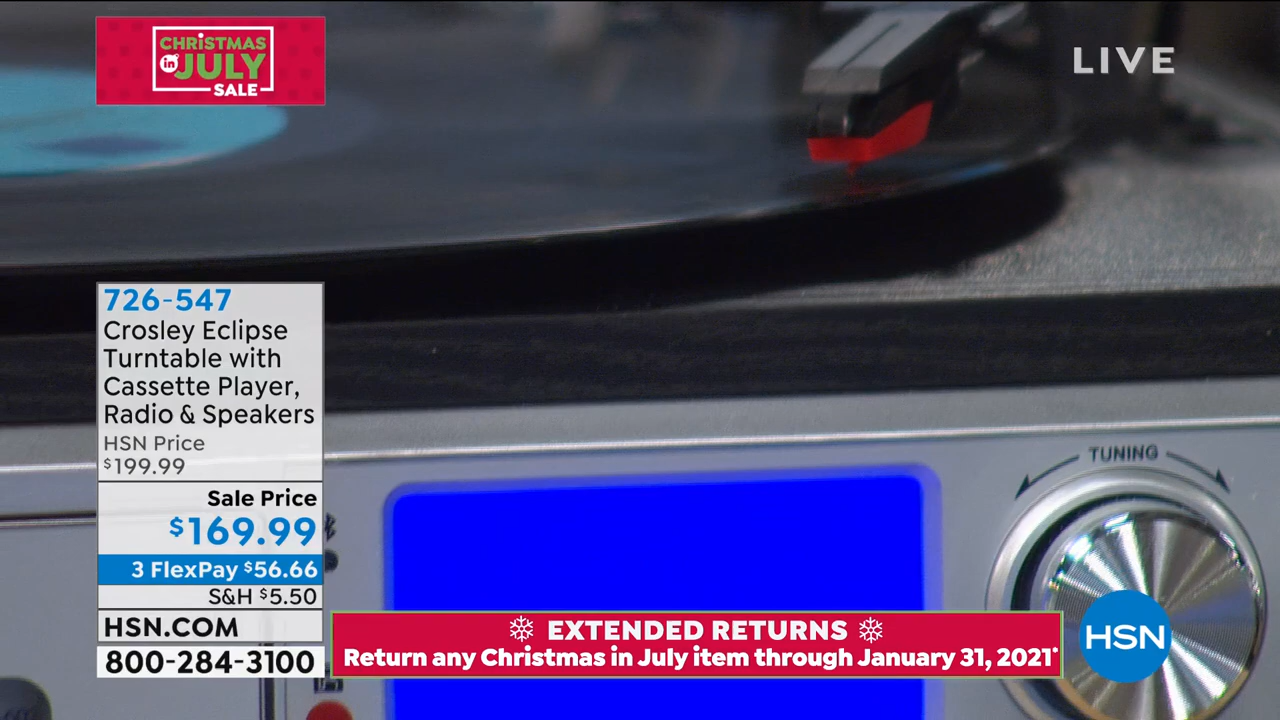 CHRISTMAS
in JULY
SALE
LIVE
726-547
Crosley Eclipse
Turntable with
Cassette Player,
Radio & Speakers
HSN Price
$199.99
Sale Price
$169.99
3 FlexPay $56.66
S&H $5.50
HSN.COM
800-284-3100
TUNING
EXTENDED RETURNS
Return any Christmas in July item through January 31, 2021*
HSN